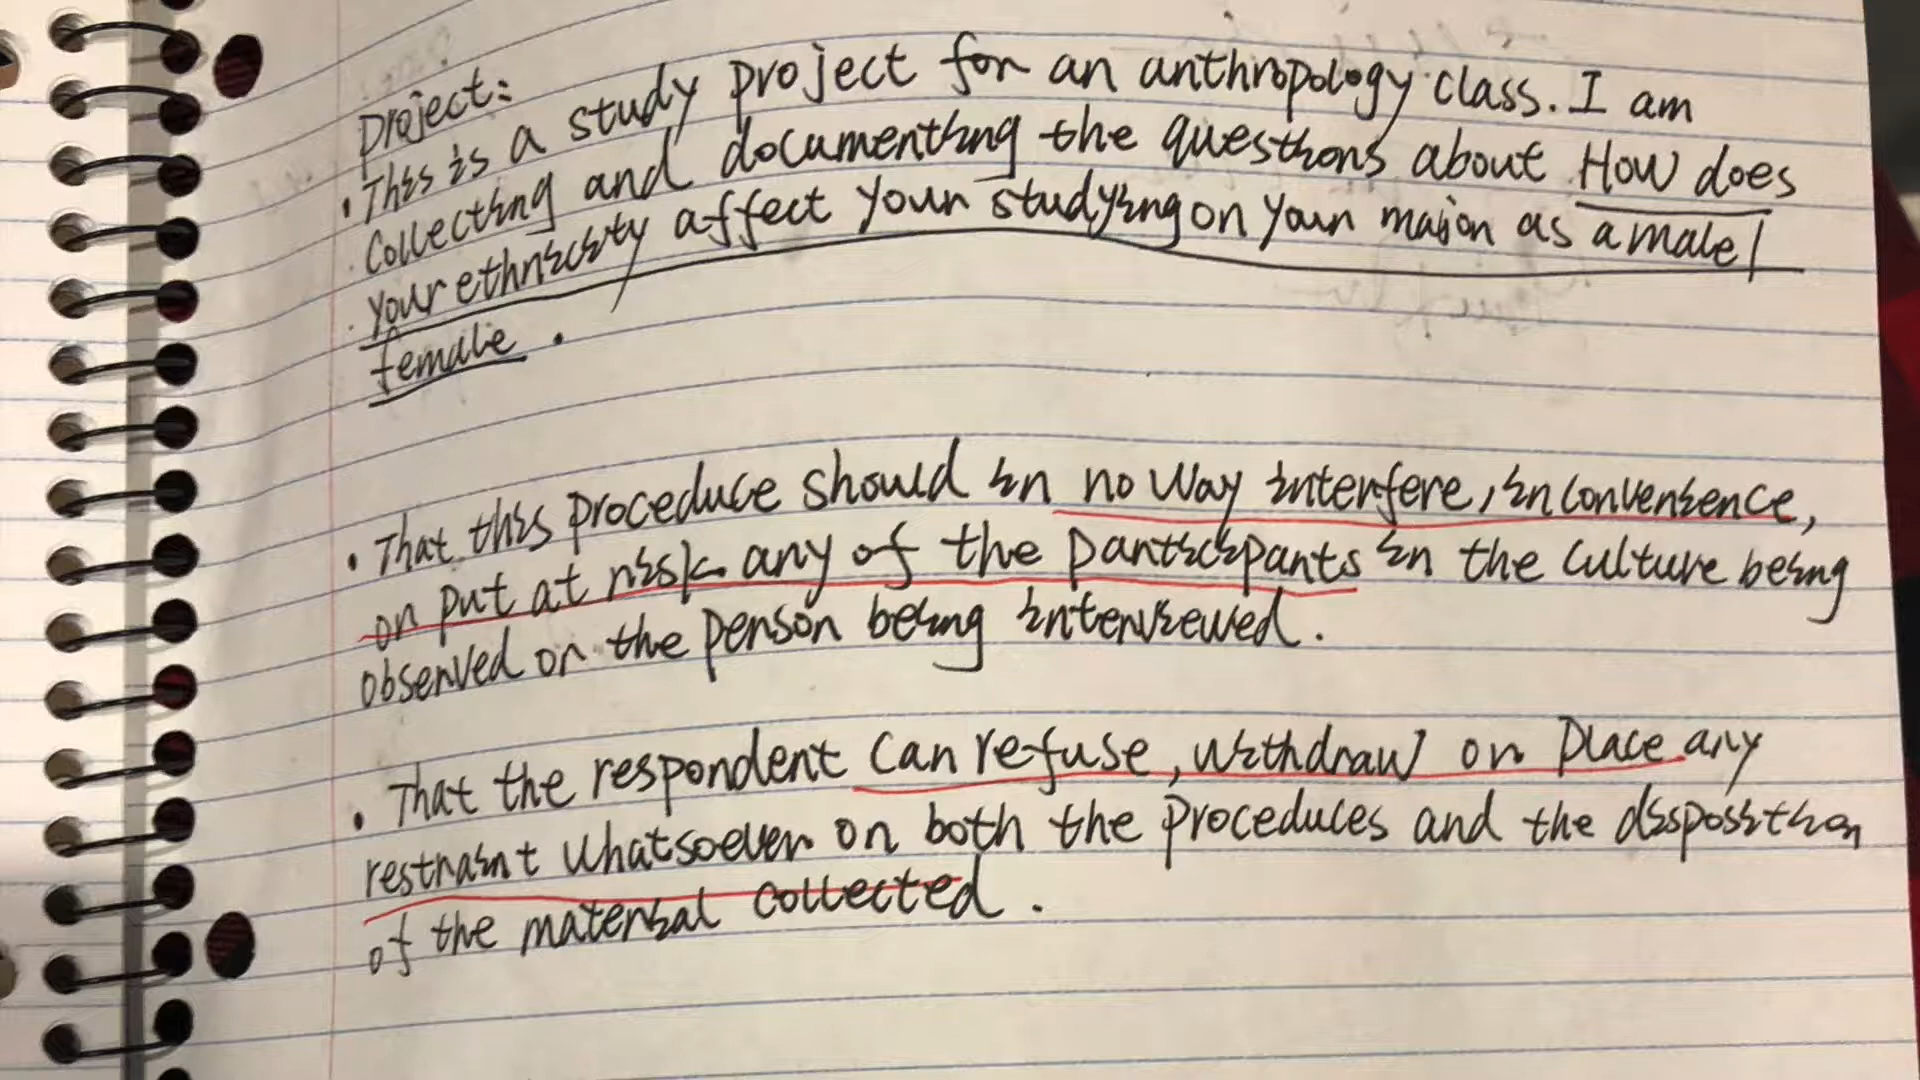 Project:
• This is a study project for an anthropology class. I am
collecting and documenting the questions about How does
your ethnicity affect your studying on your major as a male/
female.
• That this proceduce should in no way interfere, inconvenience,
or put at risk any of the participants in the culture being
observed or the person being interviewed.
• That the respondent can refuse, withdraw or place any
restraint whatsoever on both the proceduces and the disposition
of the material collected.